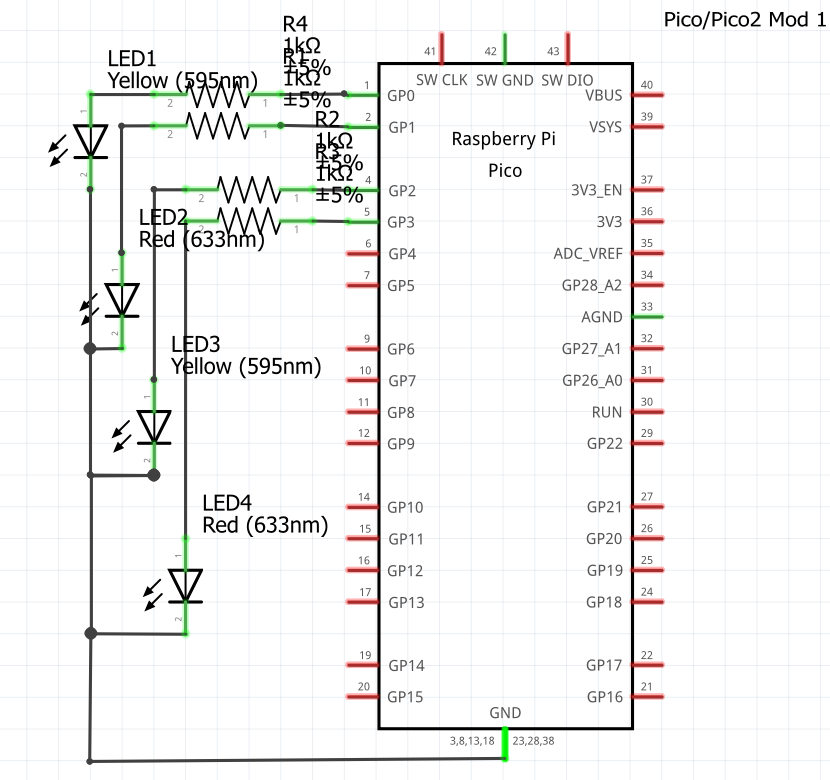 Pico/Pico2 Mod 1
R4
1kΩ
±5%
R1
1kΩ
±5%
LED1
Yellow (595nm)
2
1
2
1
R2
1kΩ
±5%
R3
1kΩ
±5%
2
1
2
1
1
2
LED2
Red (633nm)
1
2
LED3
Yellow (595nm)
1
2
LED4
Red (633nm)
1
2
41
42
43
SW CLK
SW GND
SW DIO
Raspberry Pi
Pico
1
GP0
2
GP1
4
GP2
5
GP3
6
GP4
7
GP5
9
GP6
10
GP7
11
GP8
12
GP9
14
GP10
15
GP11
16
GP12
17
GP13
19
GP14
20
GP15
VBUS
40
VSYS
39
3V3_EN
37
3V3
36
ADC_VREF
35
GP28_A2
34
AGND
33
GP27_A1
32
GP26_A0
31
RUN
30
GP22
29
GP21
27
GP20
26
GP19
25
GP18
24
GP17
22
GP16
21
GND
3,8,13,18
23,28,38